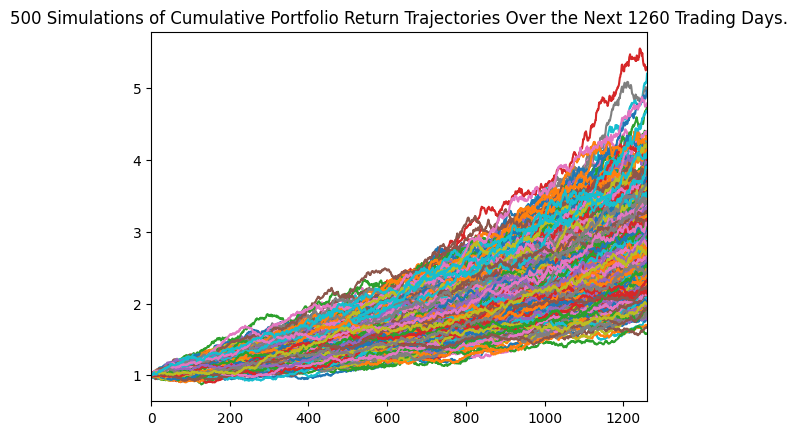 500 Simulations of Cumulative Portfolio Return Trajectories Over the Next 1260 Trading Days.
5
4
3
2
1
0 200 400 600 800 1000 1200